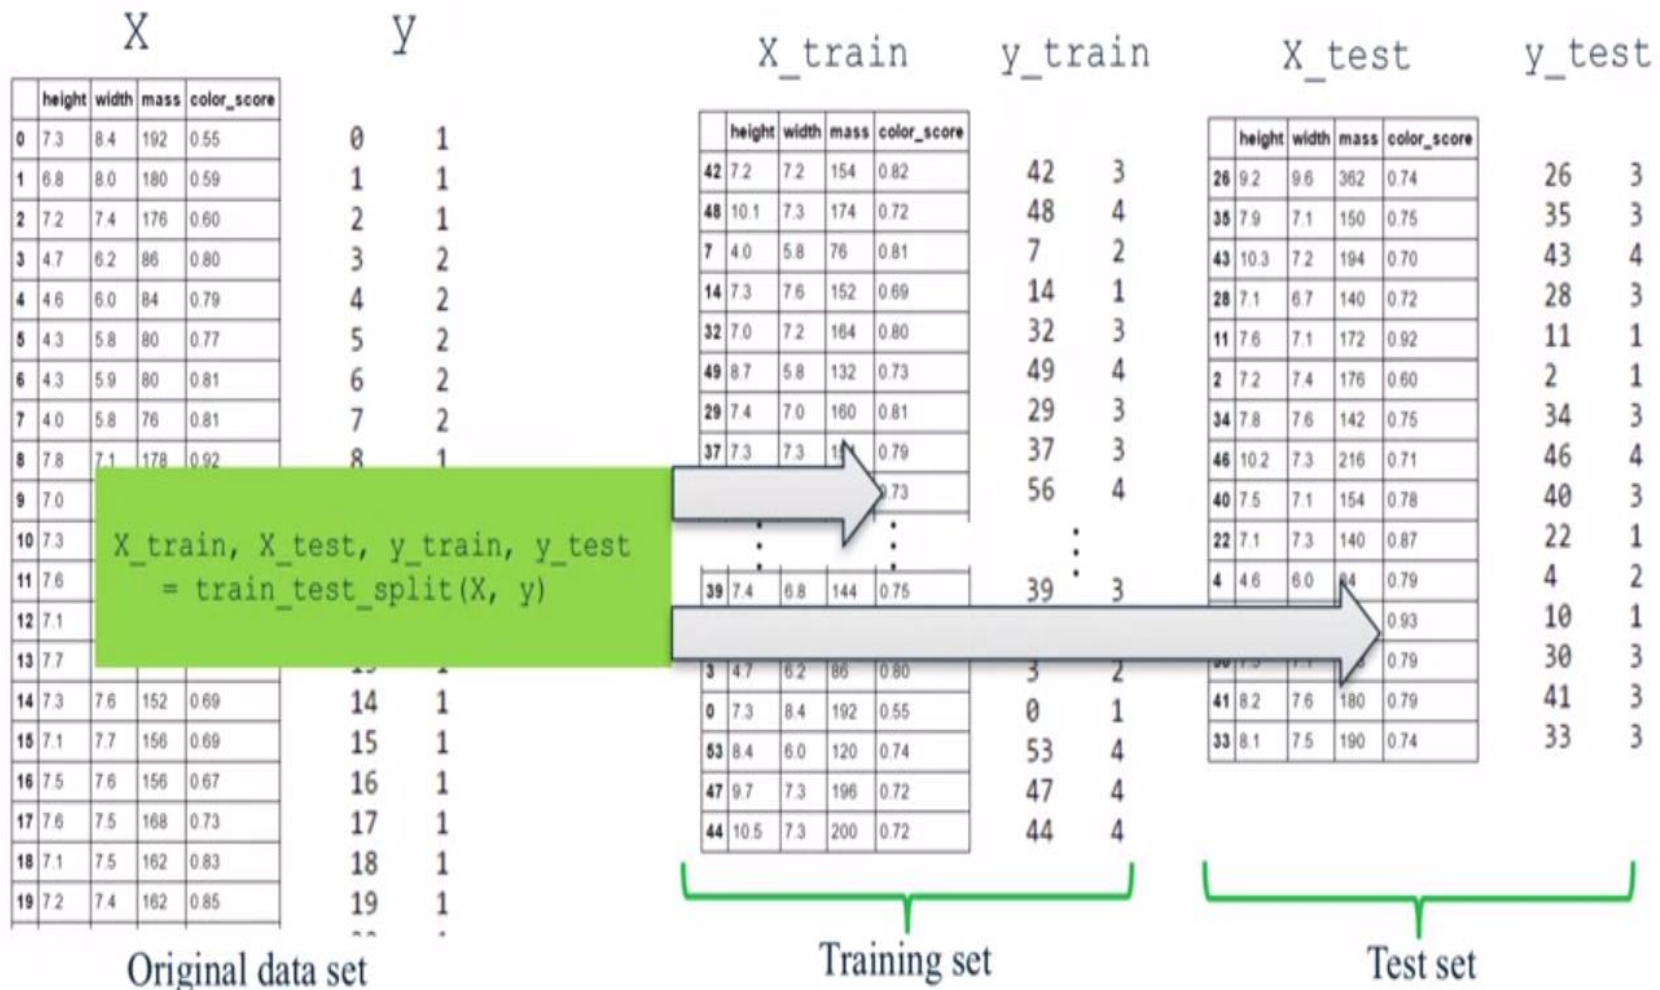 X y
height width mass color_score
0 7.3 8.4 192 0.55 0 1
1 6.8 8.0 180 0.59 1 1
2 7.2 7.4 176 0.60 2 1
3 4.7 6.2 86 0.80 3 2
4 4.6 6.0 84 0.79 4 2
5 4.3 5.8 80 0.77 5 2
6 4.3 5.9 80 0.81 6 2
7 4.0 5.8 76 0.81 7 2
8 7.8 7.1 178 0.92 8 1
9 7.0
10 7.3
11 7.6
12 7.1
13 7.7
14 7.3 7.6 152 0.69 14 1
15 7.1 7.7 156 0.69 15 1
16 7.5 7.6 156 0.67 16 1
17 7.6 7.5 168 0.73 17 1
18 7.1 7.5 162 0.83 18 1
19 7.2 7.4 162 0.85 19 1
Original data set
X_train, X_test, y_train, y_test
= train_test_split(X, y)
X_train y_train
height width mass color_score
42 7.2 7.2 154 0.82 42 3
48 10.1 7.3 174 0.72 48 4
7 4.0 5.8 76 0.81 7 2
14 7.3 7.6 152 0.69 14 1
32 7.0 7.2 164 0.80 32 3
49 8.7 5.8 132 0.73 49 4
29 7.4 7.0 160 0.81 29 3
37 7.3 7.3 0.79 37 3
.73 56 4
39 7.4 6.8 144 0.75 39 3
3 4.7 6.2 86 0.80 3 2
0 7.3 8.4 192 0.55 0 1
53 8.4 6.0 120 0.74 53 4
47 9.7 7.3 196 0.72 47 4
44 10.5 7.3 200 0.72 44 4
Training set
X_test y_test
height width mass color_score
26 9.2 9.6 362 0.74 26 3
35 7.9 7.1 150 0.75 35 3
43 10.3 7.2 194 0.70 43 4
28 7.1 6.7 140 0.72 28 3
11 7.6 7.1 172 0.92 11 1
2 7.2 7.4 176 0.60 2 1
34 7.8 7.6 142 0.75 34 3
46 10.2 7.3 216 0.71 46 4
40 7.5 7.1 154 0.78 40 3
22 7.1 7.3 140 0.87 22 1
4 4.6 6.0 84 0.79 4 2
0.93 10 1
0.79 30 3
41 8.2 7.6 180 0.79 41 3
33 8.1 7.5 190 0.74 33 3
Test set